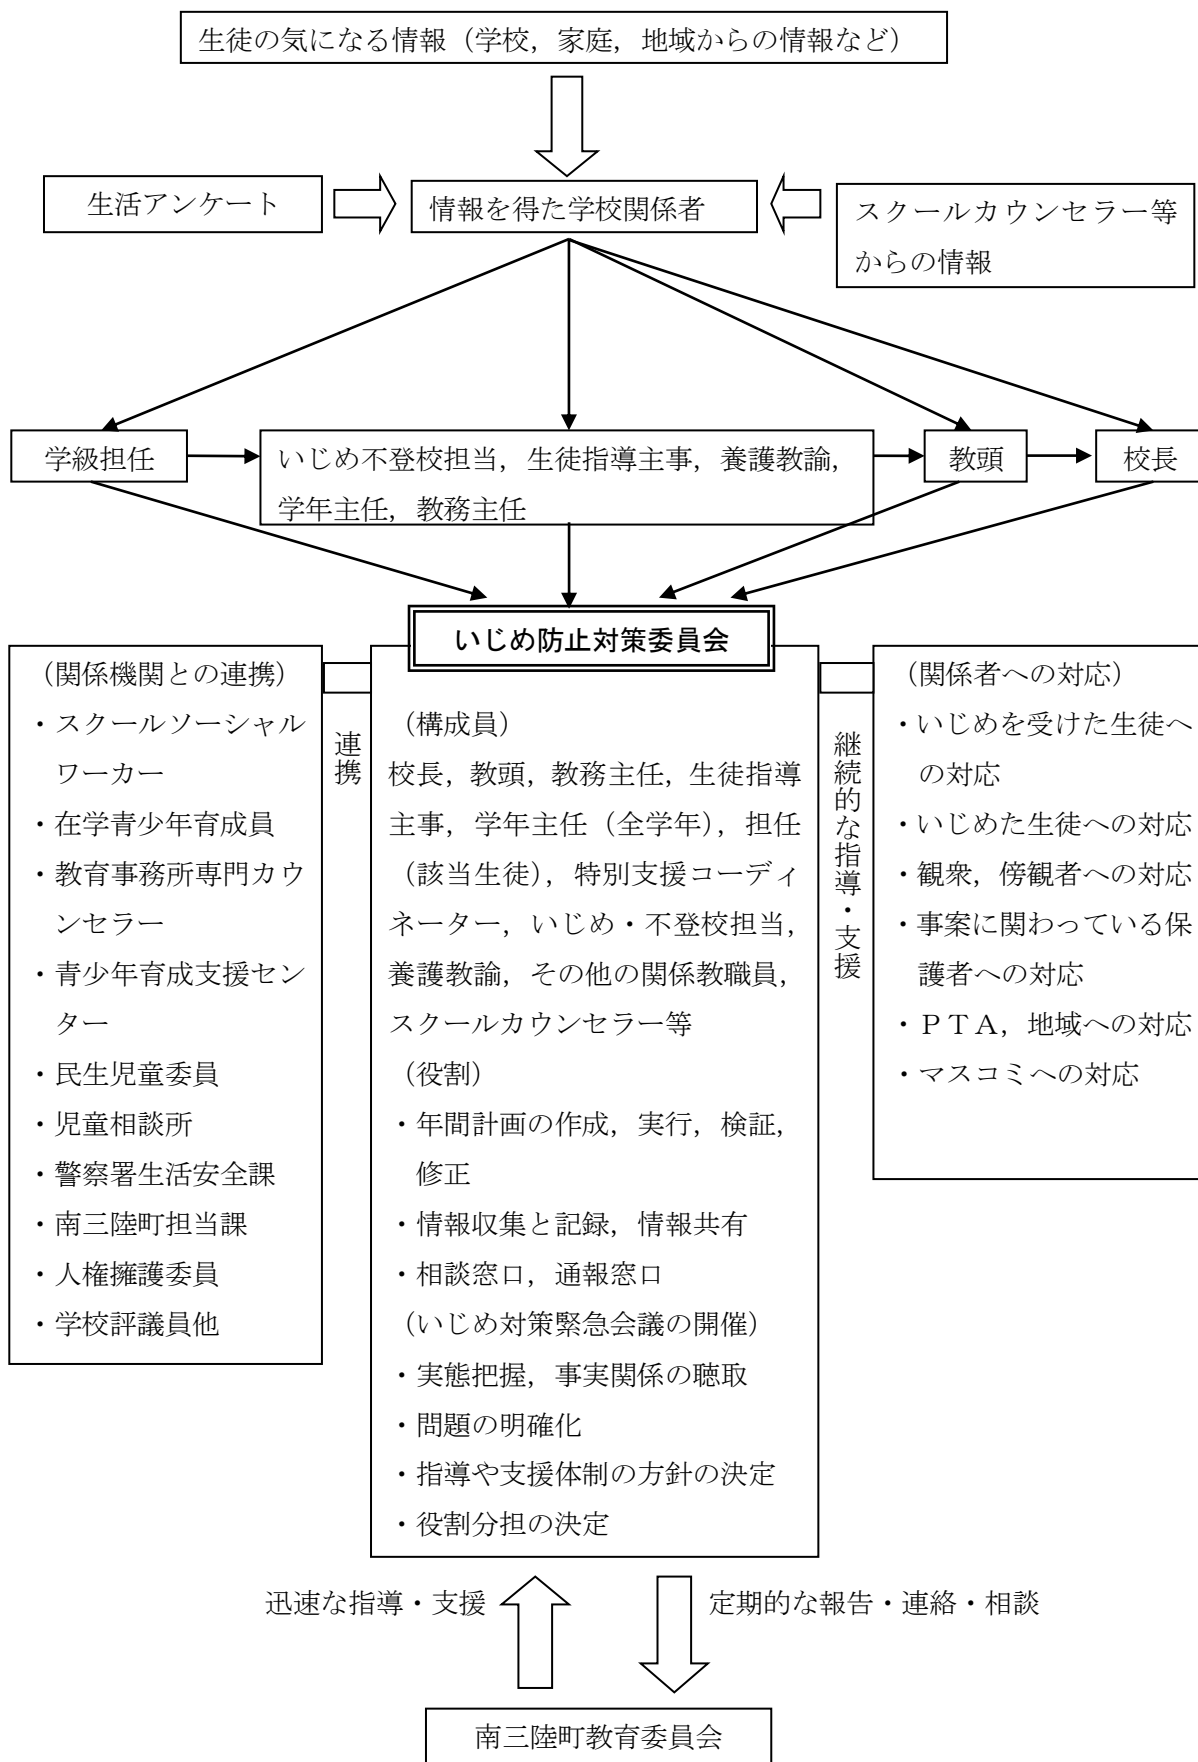 生徒の気になる情報（学校，家庭，地域からの情報など）
生活アンケート
情報を得た学校関係者
スクールカウンセラー等
からの情報
学級担任
いじめ不登校担当，生徒指導主事，養護教諭，
学年主任，教務主任
教頭
校長
いじめ防止対策委員会
（関係機関との連携）
・スクールソーシャル
ワーカー
・在学青少年育成員
・教育事務所専門カウ
ンセラー
・青少年育成支援セン
ター
・民生児童委員
・児童相談所
・警察署生活安全課
・南三陸町担当課
・人権擁護委員
・学校評議員他
連携
（構成員）
校長，教頭，教務主任，生徒指導
主事，学年主任（全学年），担任
（該当生徒），特別支援コーディ
ネーター，いじめ・不登校担当，
養護教諭，その他の関係教職員，
スクールカウンセラー等
（役割）
・年間計画の作成，実行，検証，
修正
・情報収集と記録，情報共有
・相談窓口，通報窓口
（いじめ対策緊急会議の開催）
・実態把握，事実関係の聴取
・問題の明確化
・指導や支援体制の方針の決定
・役割分担の決定
継続的な指導・支援
（関係者への対応）
・いじめを受けた生徒へ
の対応
・いじめた生徒への対応
・観衆，傍観者への対応
・事案に関わっている保
護者への対応
・ＰＴＡ，地域への対応
・マスコミへの対応
迅速な指導・支援
定期的な報告・連絡・相談
南三陸町教育委員会